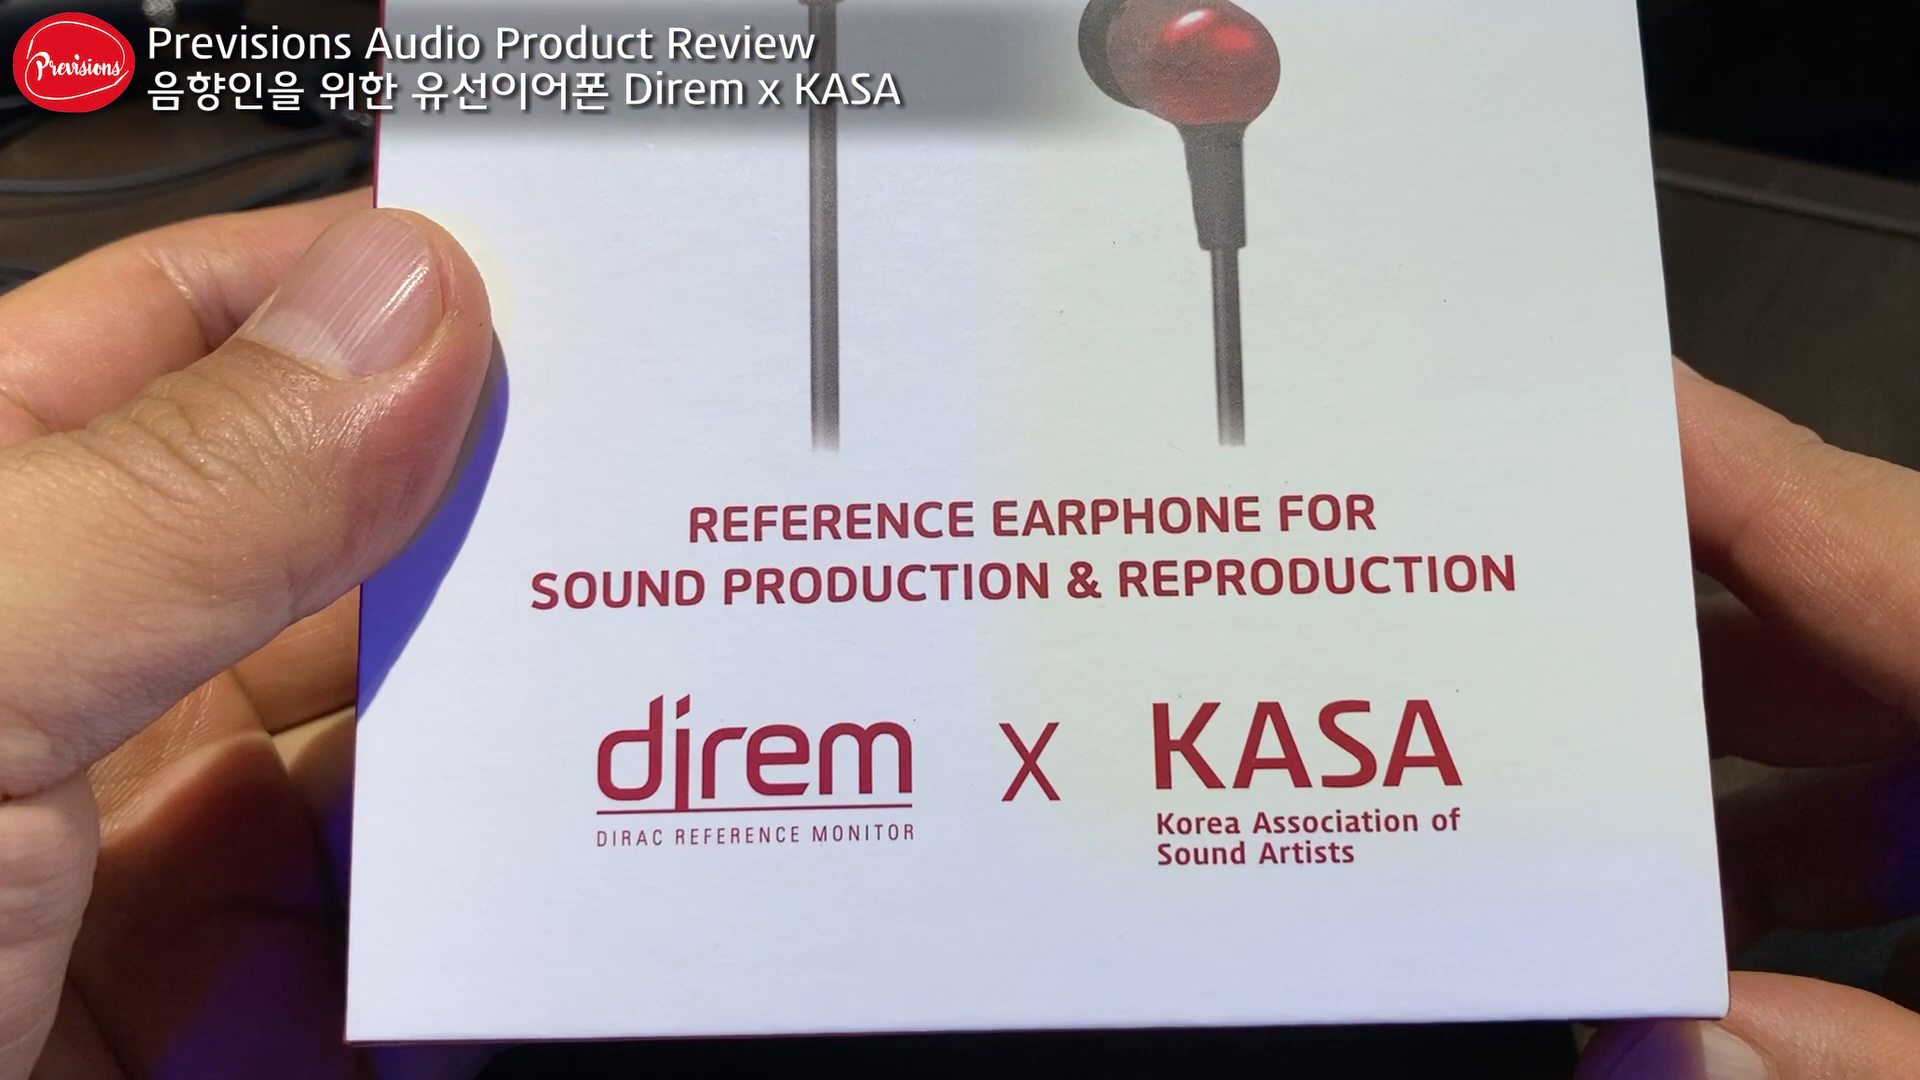 Previsions
Previsions Audio Product Review
음향인을 위한 유선이어폰 Direm x KASA
REFERENCE EARPHONE FOR
SOUND PRODUCTION & REPRODUCTION
direm X KASA
DIRAC REFERENCE MONITOR
Korea Association of
Sound Artists